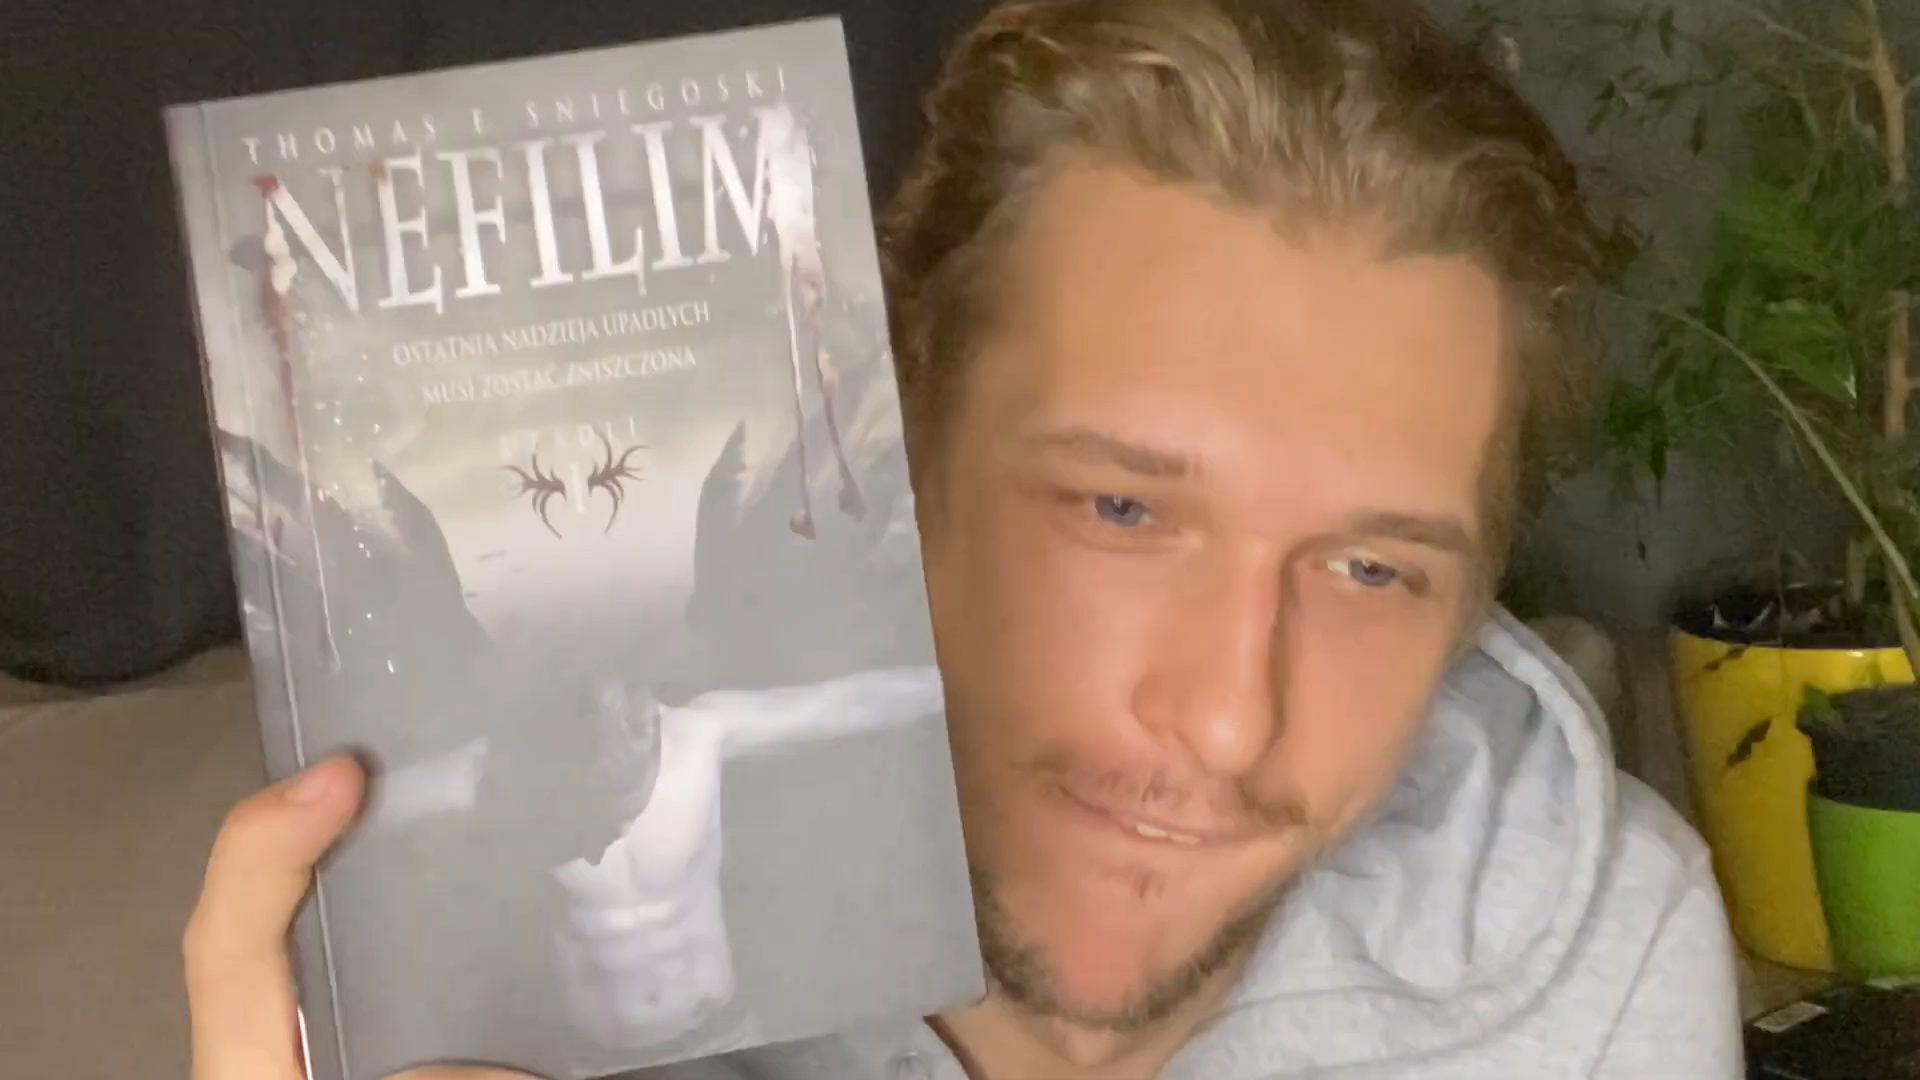 THOMAS E SNIEGOSKI
NEFILIM
OSTATNIA NADZIEJA UPADŁYCH
MUSI ZOSTAĆ ZNISZCZONA
UPADLI
I